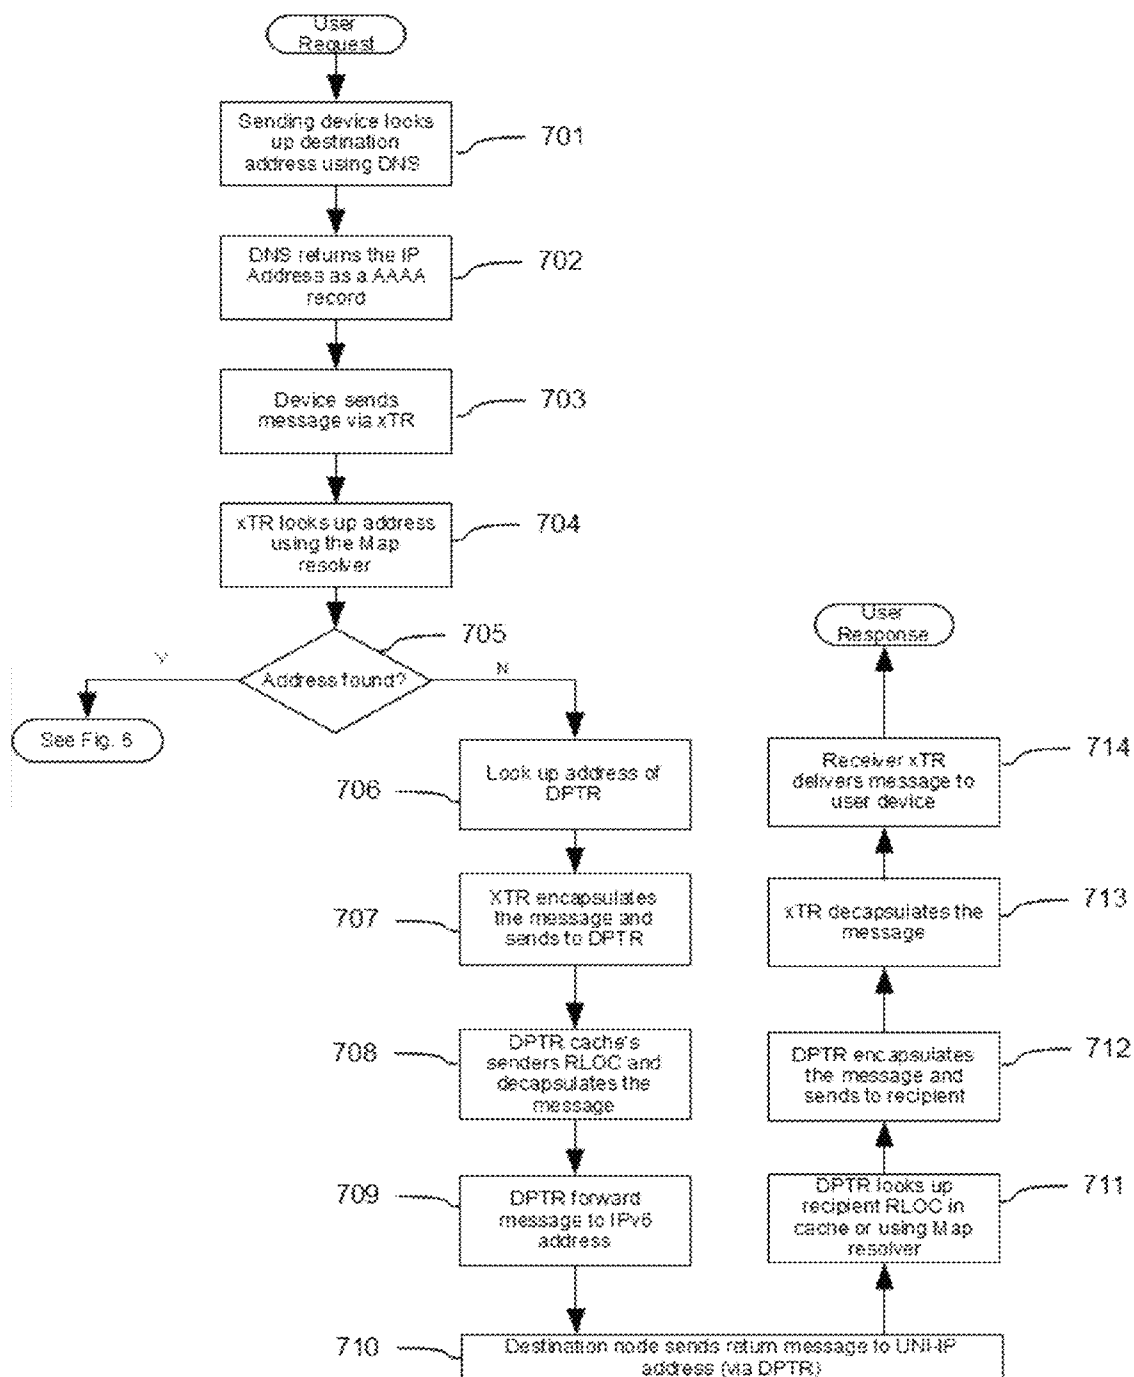 User
Request
Sending device looks
up destination
address using DNS
701
DNS returns the IP
Address as a AAAA
record
702
Device sends
message via xTR
703
xTR looks up address
using the Map
resolver
704
705
Address found?
Y
N
See Fig. 6
Look up address of
DPTR
706
XTR encapsulates
the message and
sends to DPTR
707
DPTR cache's
senders RLOC and
decapsulates the
message
708
DPTR forward
message to IPv6
address
709
Destination node sends return message to UNI-IP
address (via DPTR)
710
DPTR looks up
recipient RLOC in
cache or using Map
resolver
711
DPTR encapsulates
the message and
sends to recipient
712
xTR decapsulates the
message
713
Receiver xTR
delivers message to
user device
714
User
Response